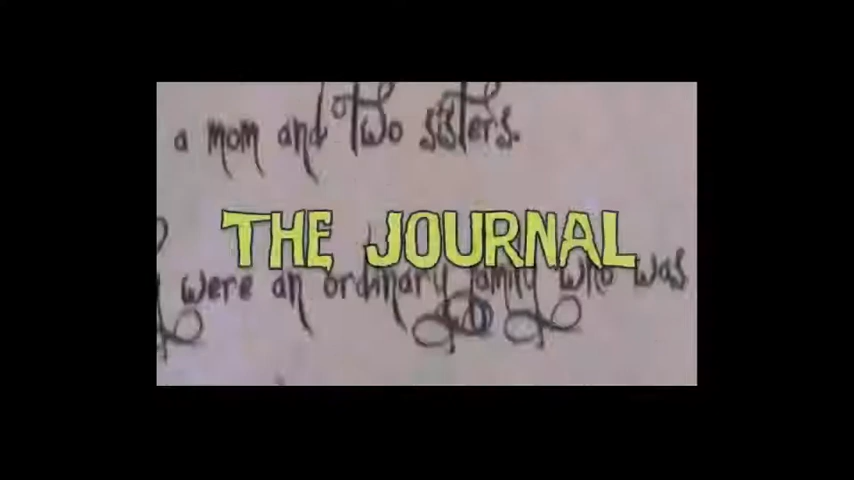 a mom and two sisters.
THE JOURNAL
were an ordinary family who was